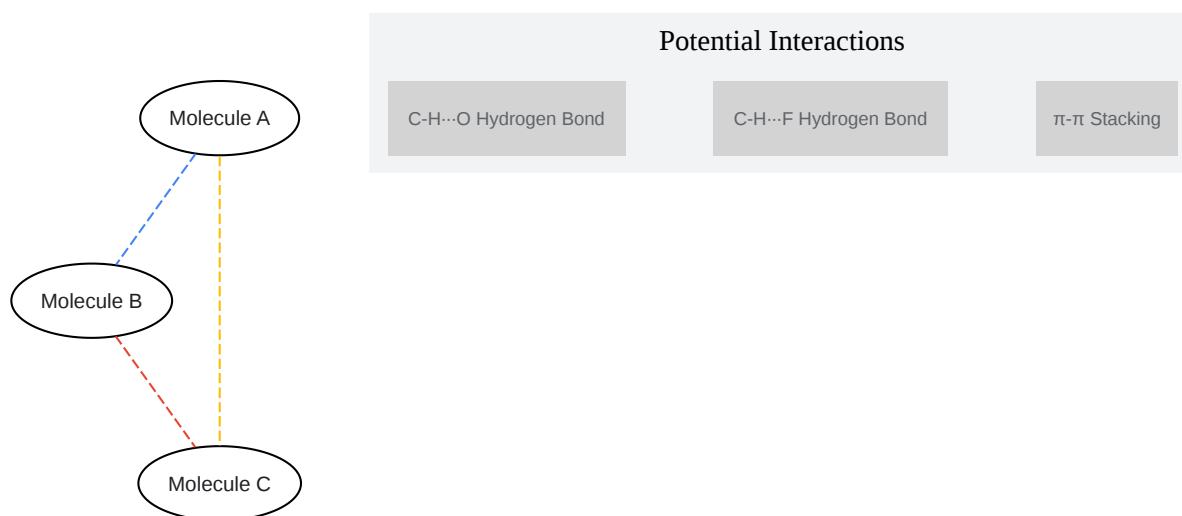 Potential Interactions
Molecule A
C-H···O Hydrogen Bond
C-H···F Hydrogen Bond
π-π Stacking
Molecule B
Molecule C